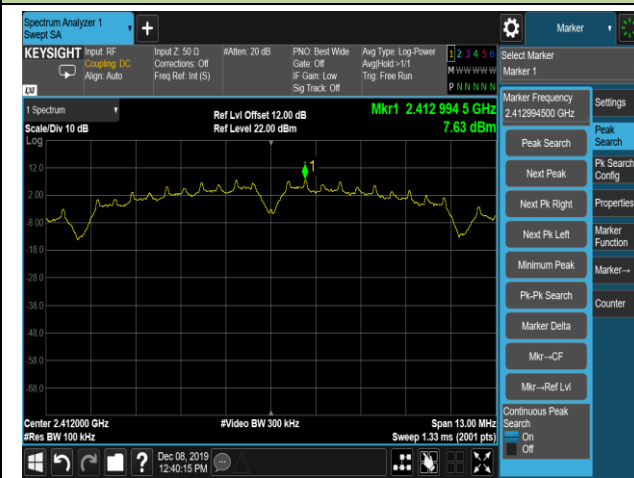 Spectrum Analyzer 1
Swept SA
+
Marker
KEYSIGHT
Input: RF
Coupling: DC
Align: Auto
Input Z: 50 Ω
Corrections: Off
Freq Ref: Int (S)
#Atten: 20 dB
PNO: Best Wide
Gate: Off
IF Gain: Low
Sig Track: Off
Avg Type: Log-Power
Avg|Hold:>1/1
Trig: Free Run
1 2 3 4 5 6
M W W W W W
P N N N N N
LXI
Select Marker
Marker 1
1 Spectrum
Scale/Div 10 dB
Log
Ref Lvl Offset 12.00 dB
Ref Level 22.00 dBm
Mkr1 2.412 994 5 GHz
7.63 dBm
12.0
2.00
-8.00
-18.0
-28.0
-38.0
-48.0
-58.0
-68.0
1
Center 2.412000 GHz
#Res BW 100 kHz
#Video BW 300 kHz
Span 13.00 MHz
Sweep 1.33 ms (2001 pts)
Marker Frequency
2.412994500 GHz
Peak Search
Next Peak
Next Pk Right
Next Pk Left
Minimum Peak
Pk-Pk Search
Marker Delta
Mkr→CF
Mkr→Ref Lvl
Continuous Peak
Search
On
Off
Settings
Peak
Search
Pk Search
Config
Properties
Marker
Function
Marker→
Counter
?
Dec 08, 2019
12:40:15 PM